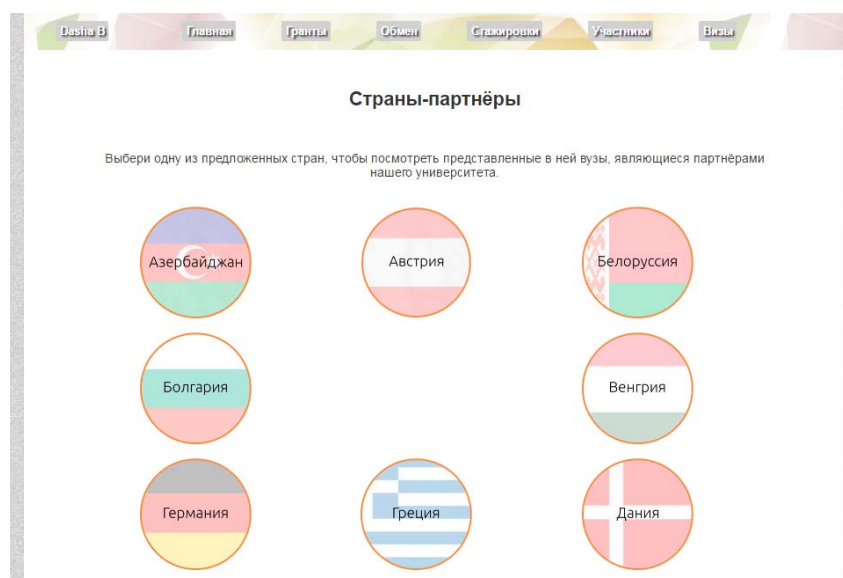 Dasha B Главная Гранты Обмен Стажировки Участники Визы
Страны-партнёры
Выбери одну из предложенных стран, чтобы посмотреть представленные в ней вузы, являющиеся партнёрами
нашего университета.
Азербайджан Австрия Белоруссия
Болгария Венгрия
Германия Греция Дания